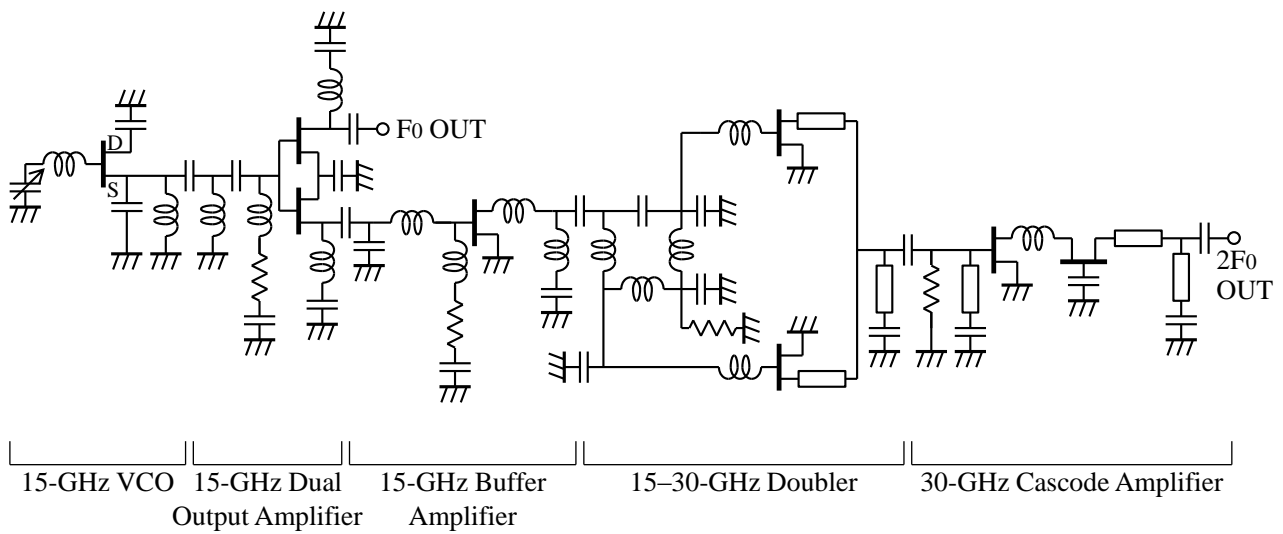 D
S
F0 OUT
2F0
OUT
15-GHz VCO
15-GHz Dual
Output Amplifier
15-GHz Buffer
Amplifier
15–30-GHz Doubler
30-GHz Cascode Amplifier